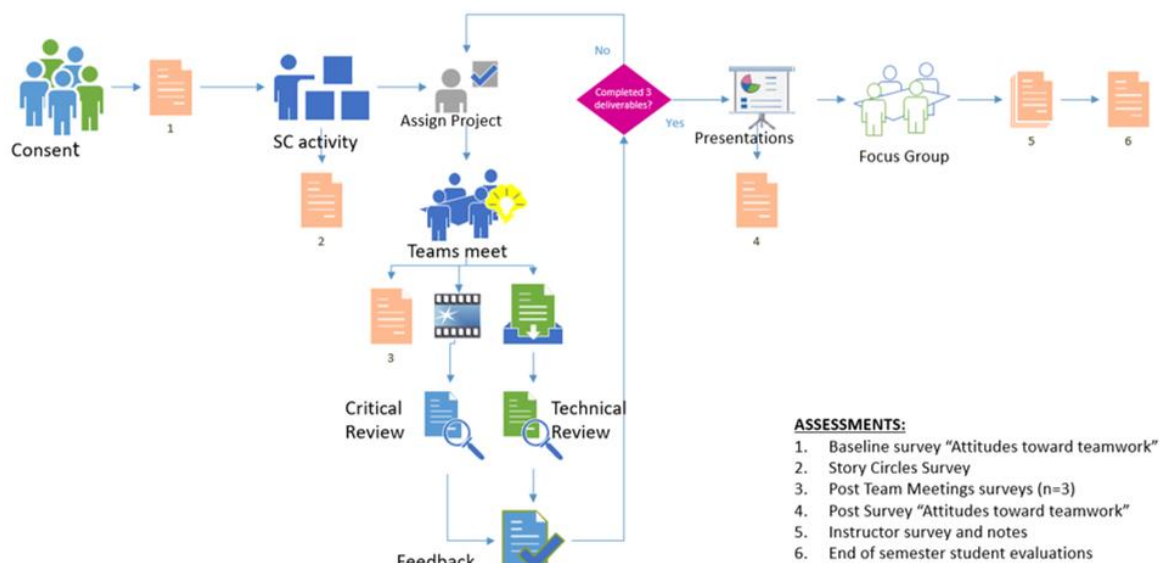 No
Completed 3
deliverables?
Yes
Consent
1
SC activity
2
Assign Project
Presentations
4
Focus Group
5
6
Teams meet
3
Critical
Review
Technical
Review
Feedback
ASSESSMENTS:
1. Baseline survey “Attitudes toward teamwork”
2. Story Circles Survey
3. Post Team Meetings surveys (n=3)
4. Post Survey “Attitudes toward teamwork”
5. Instructor survey and notes
6. End of semester student evaluations